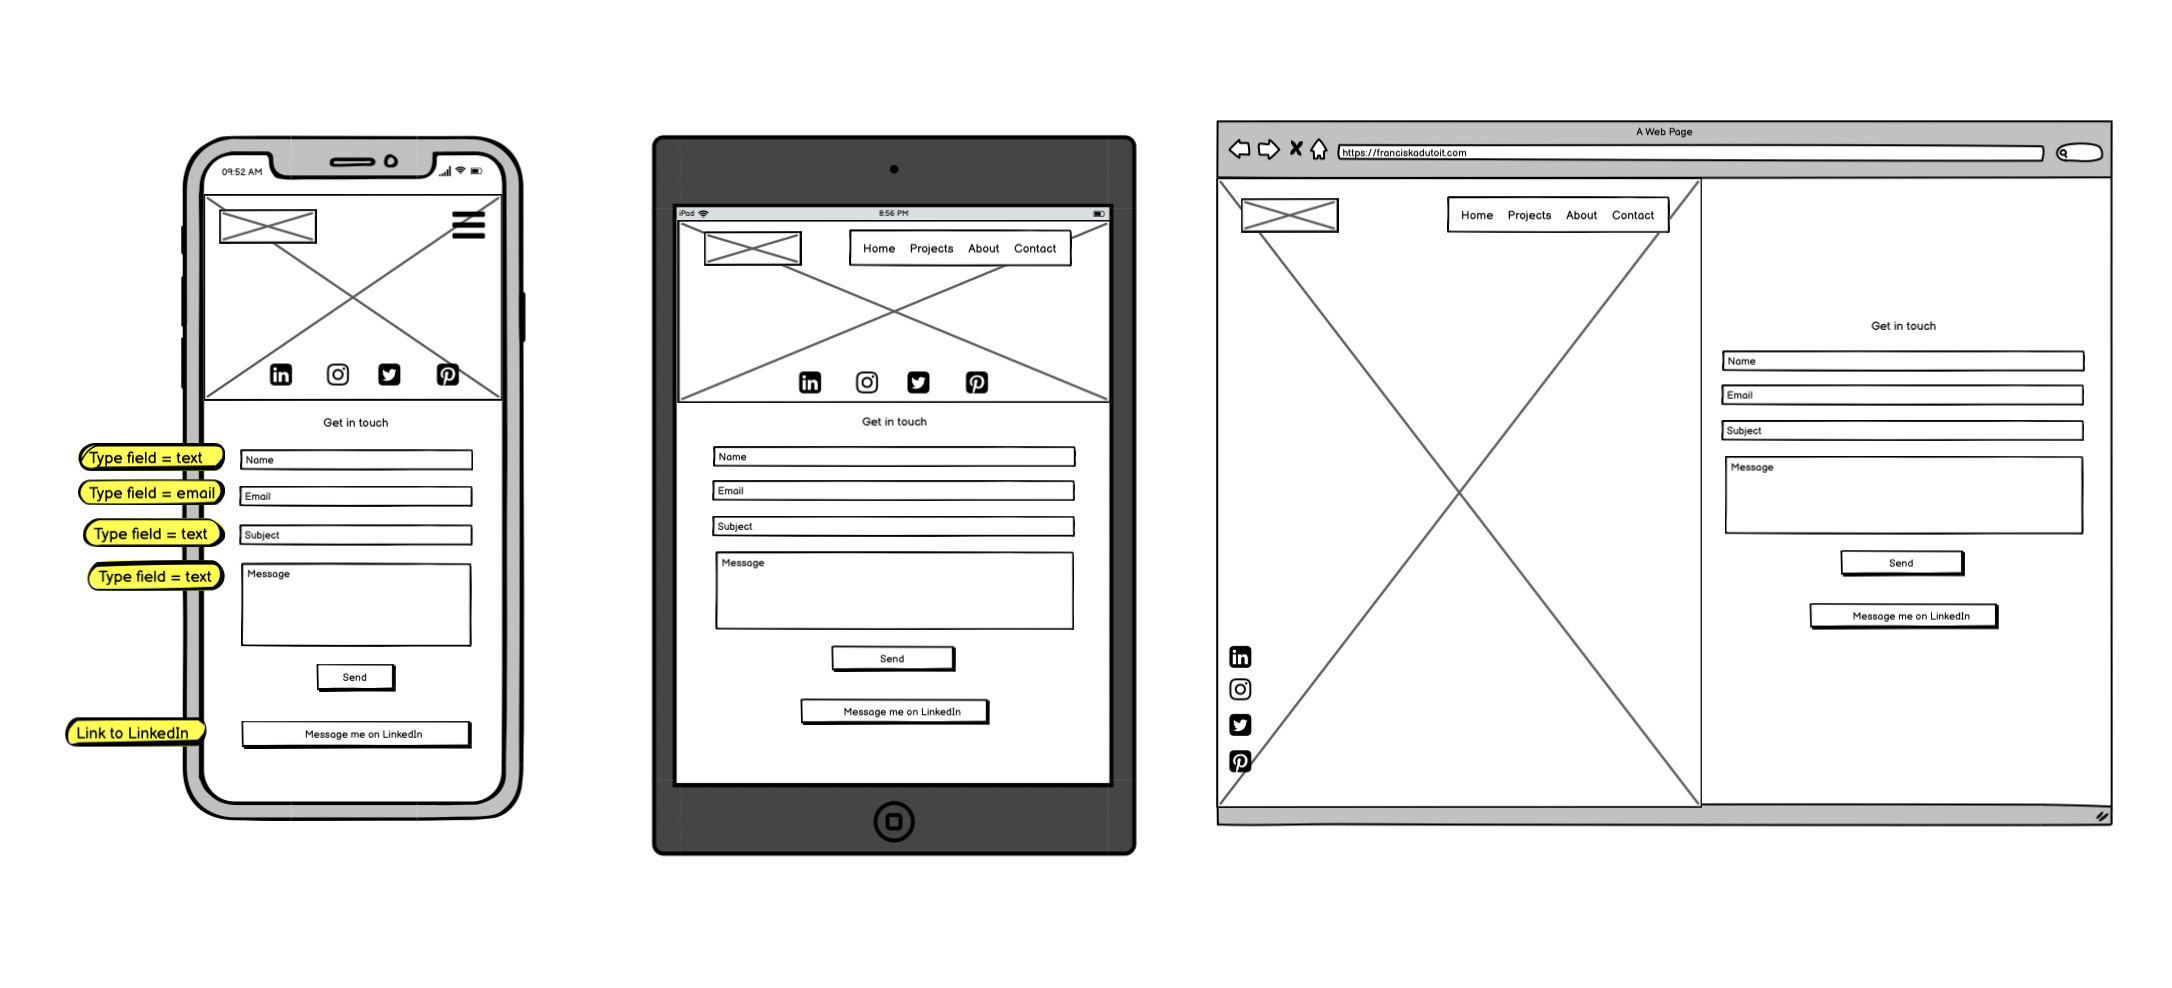 09:52 AM
Get in touch
Type field = text
Name
Type field = email
Email
Type field = text
Subject
Type field = text
Message
Send
Link to LinkedIn
Message me on LinkedIn
iPad
8:56 PM
Home Projects About Contact
Get in touch
Name
Email
Subject
Message
Send
Message me on LinkedIn
A Web Page
https://franciskadutoit.com
Home Projects About Contact
Get in touch
Name
Email
Subject
Message
Send
Message me on LinkedIn